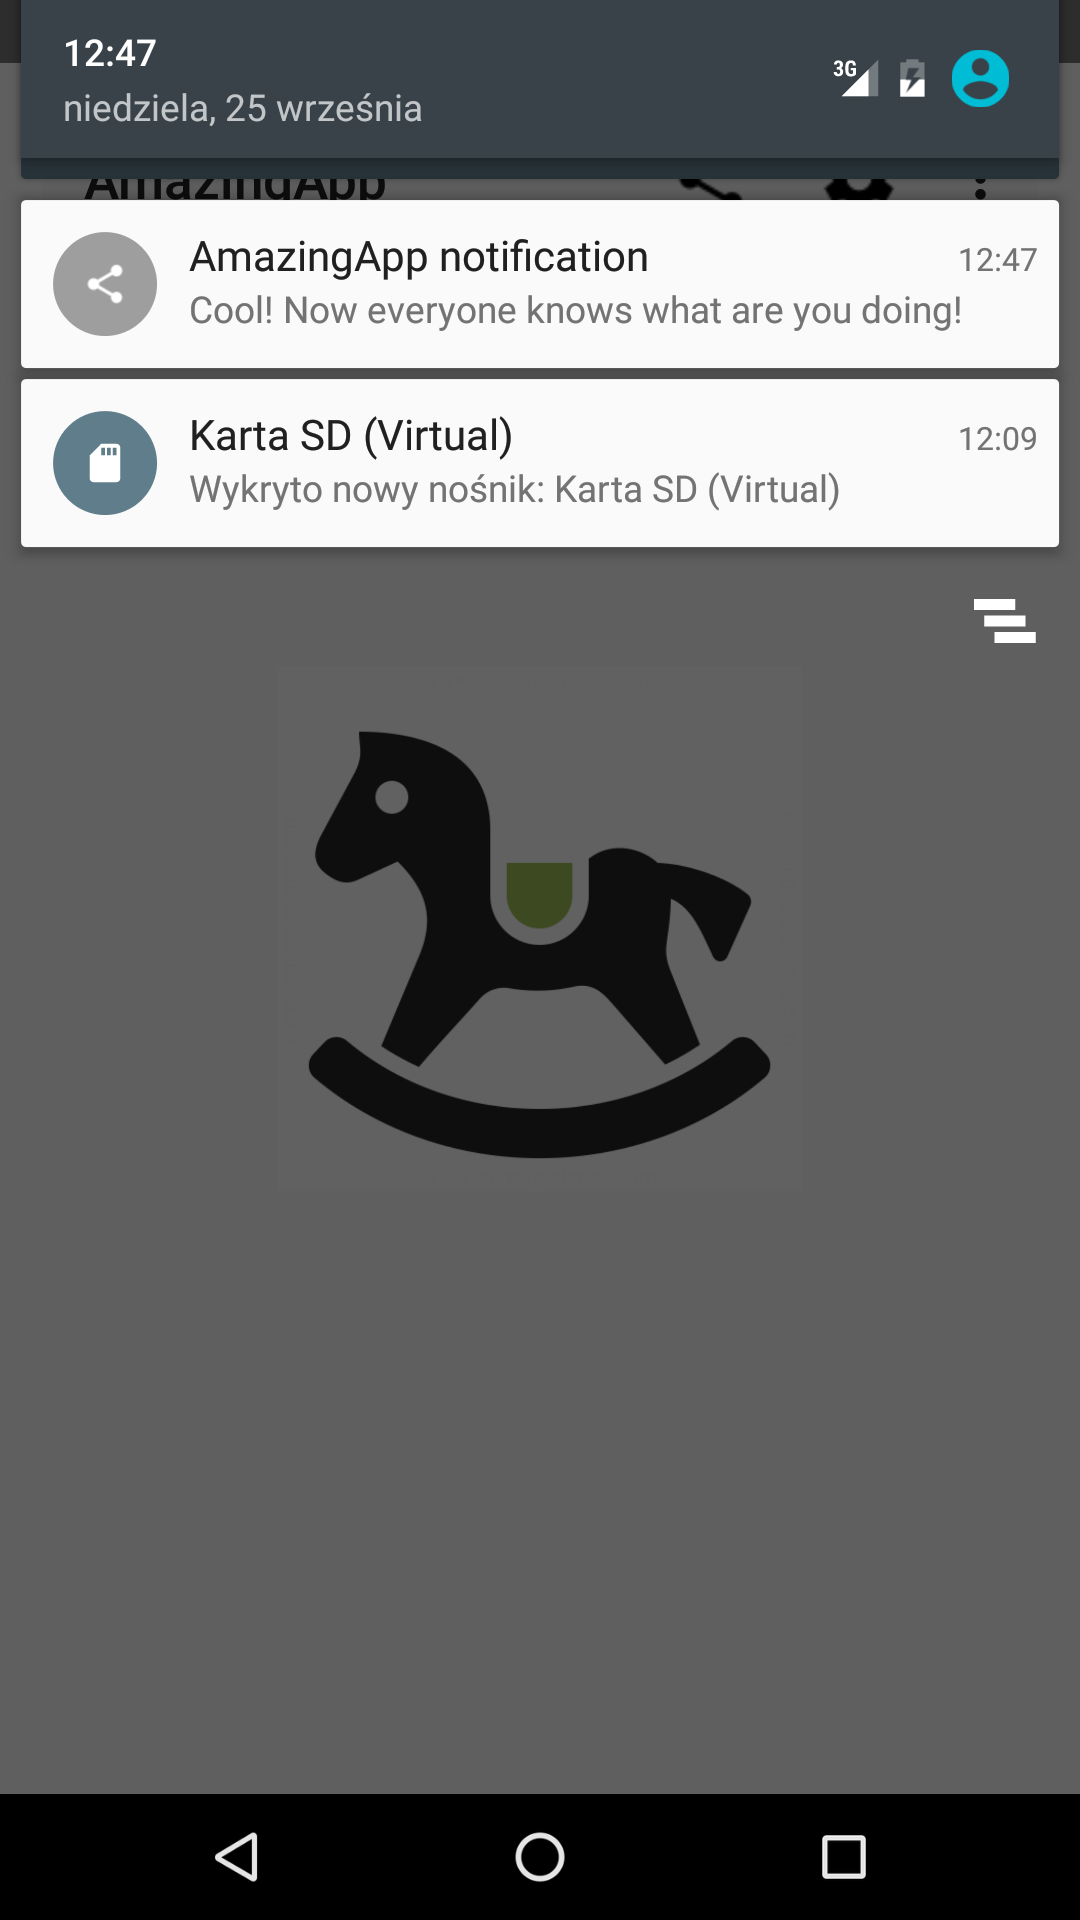 12:47
niedziela, 25 września
3G
AmazingApp
AmazingApp notification
12:47
Cool! Now everyone knows what are you doing!
Karta SD (Virtual)
12:09
Wykryto nowy nośnik: Karta SD (Virtual)